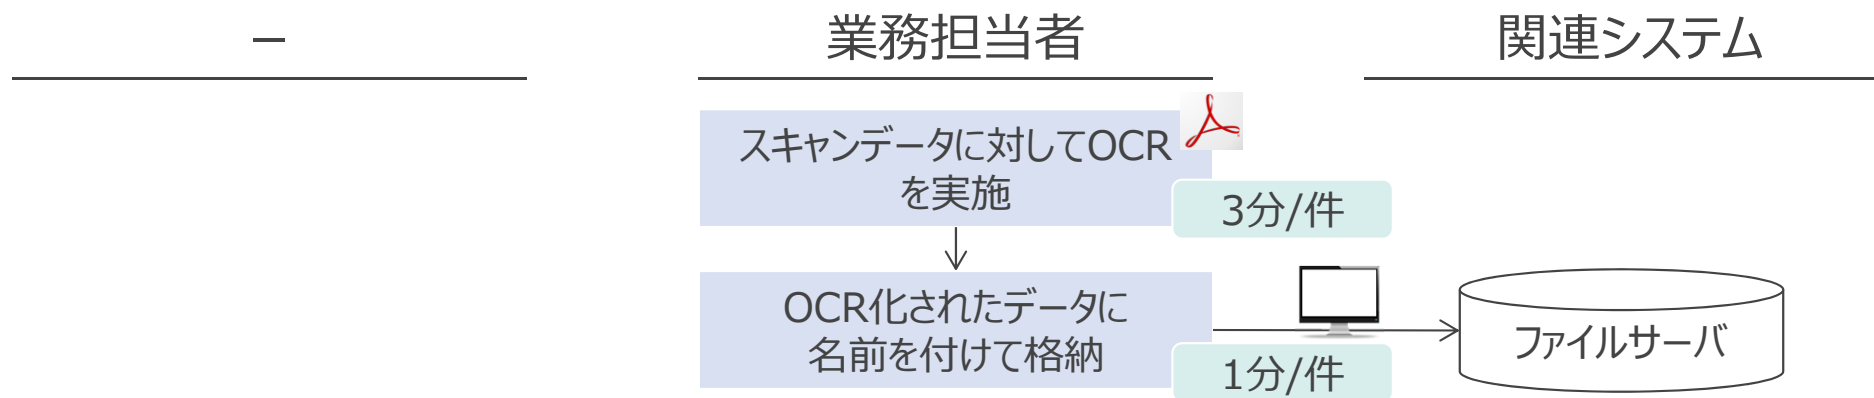 –
業務担当者
関連システム
スキャンデータに対してOCR
を実施
3分/件
OCR化されたデータに
名前を付けて格納
1分/件
ファイルサーバ